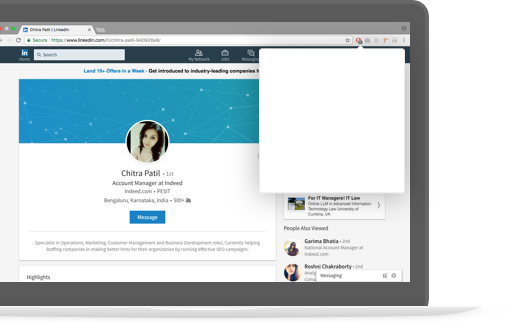 Chitra Patil | LinkedIn
Secure https://www.linkedin.com/in/chitra-patil-940928a8/
in Search
Home My Network Jobs Messaging
Land 10+ Offers in a Week - Get introduced to industry-leading companies h
Chitra Patil • 1st
Account Manager at Indeed
Indeed.com • PESIT
Bengaluru, Karnataka, India • 500+
Message
Specialist in Operations, Marketing, Customer Management and Business Development roles. Currently helping
Staffing companies in making better hires for their organization by running effective SEO campaigns.
Highlights
For IT Managers! IT Law
Online LLM in Advanced Information
Technology Law University of
Cumbria, UK
People Also Viewed
Garima Bhatia • 2nd
National Account Manager at
Indeed.com
Roshni Chakraborty • 2nd
Messaging